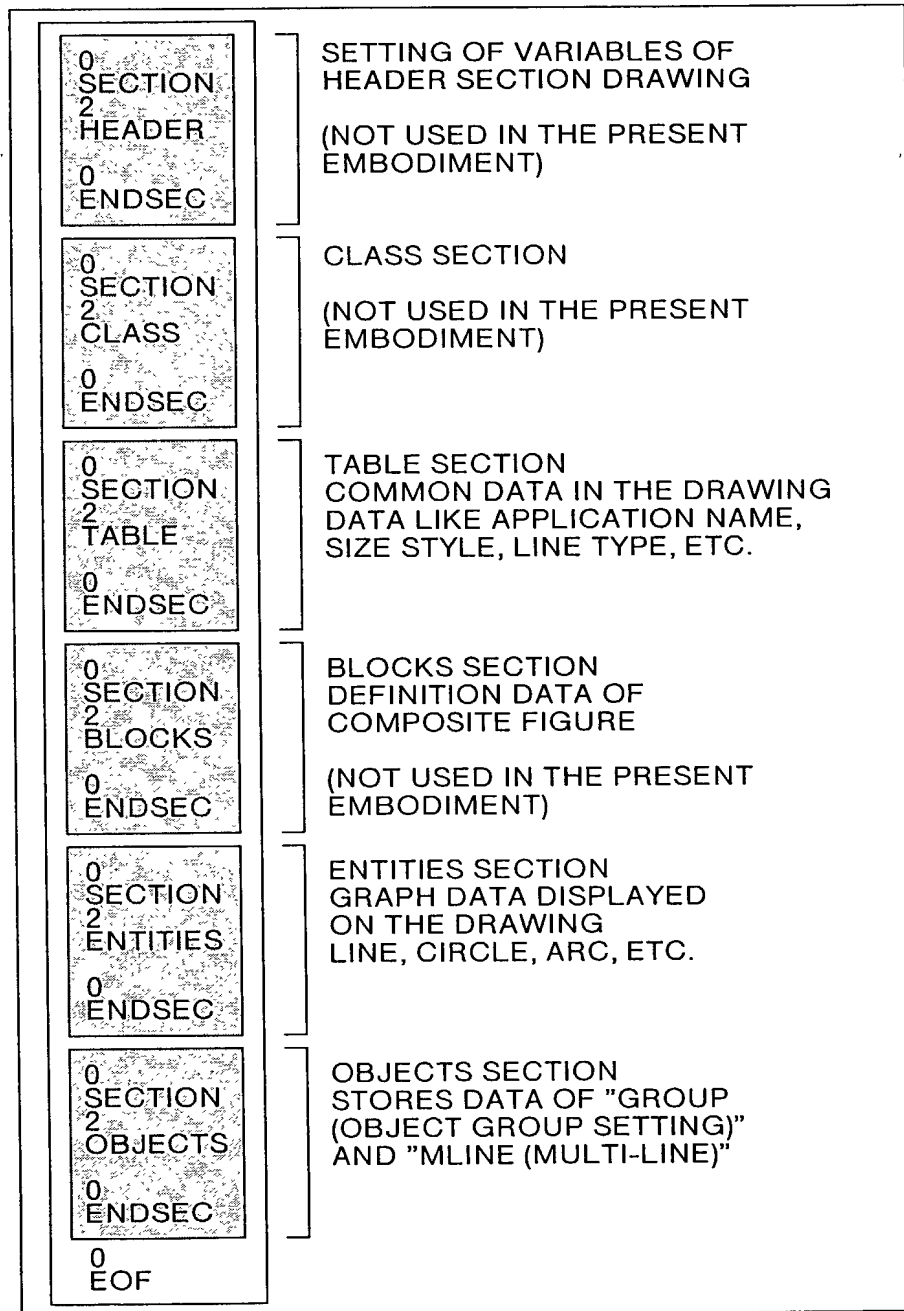 0
SECTION
2
HEADER
0
ENDSEC
SETTING OF VARIABLES OF
HEADER SECTION DRAWING
(NOT USED IN THE PRESENT
EMBODIMENT)
0
SECTION
2
CLASS
0
ENDSEC
CLASS SECTION
(NOT USED IN THE PRESENT
EMBODIMENT)
0
SECTION
2
TABLE
0
ENDSEC
TABLE SECTION
COMMON DATA IN THE DRAWING
DATA LIKE APPLICATION NAME,
SIZE STYLE, LINE TYPE, ETC.
0
SECTION
2
BLOCKS
0
ENDSEC
BLOCKS SECTION
DEFINITION DATA OF
COMPOSITE FIGURE
(NOT USED IN THE PRESENT
EMBODIMENT)
0
SECTION
2
ENTITIES
0
ENDSEC
ENTITIES SECTION
GRAPH DATA DISPLAYED
ON THE DRAWING
LINE, CIRCLE, ARC, ETC.
0
SECTION
2
OBJECTS
0
ENDSEC
OBJECTS SECTION
STORES DATA OF "GROUP
(OBJECT GROUP SETTING)"
AND "MLINE (MULTI-LINE)"
0
EOF